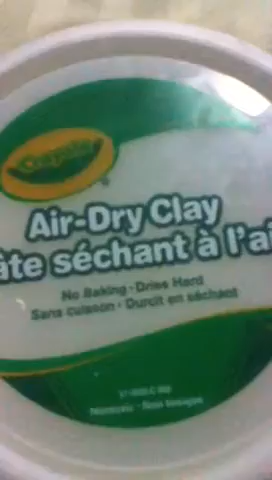 Crayola
Air-Dry Clay
âte séchant à l'ai
No Baking · Dries Hard
Sans cuisson · Durcit en séchant